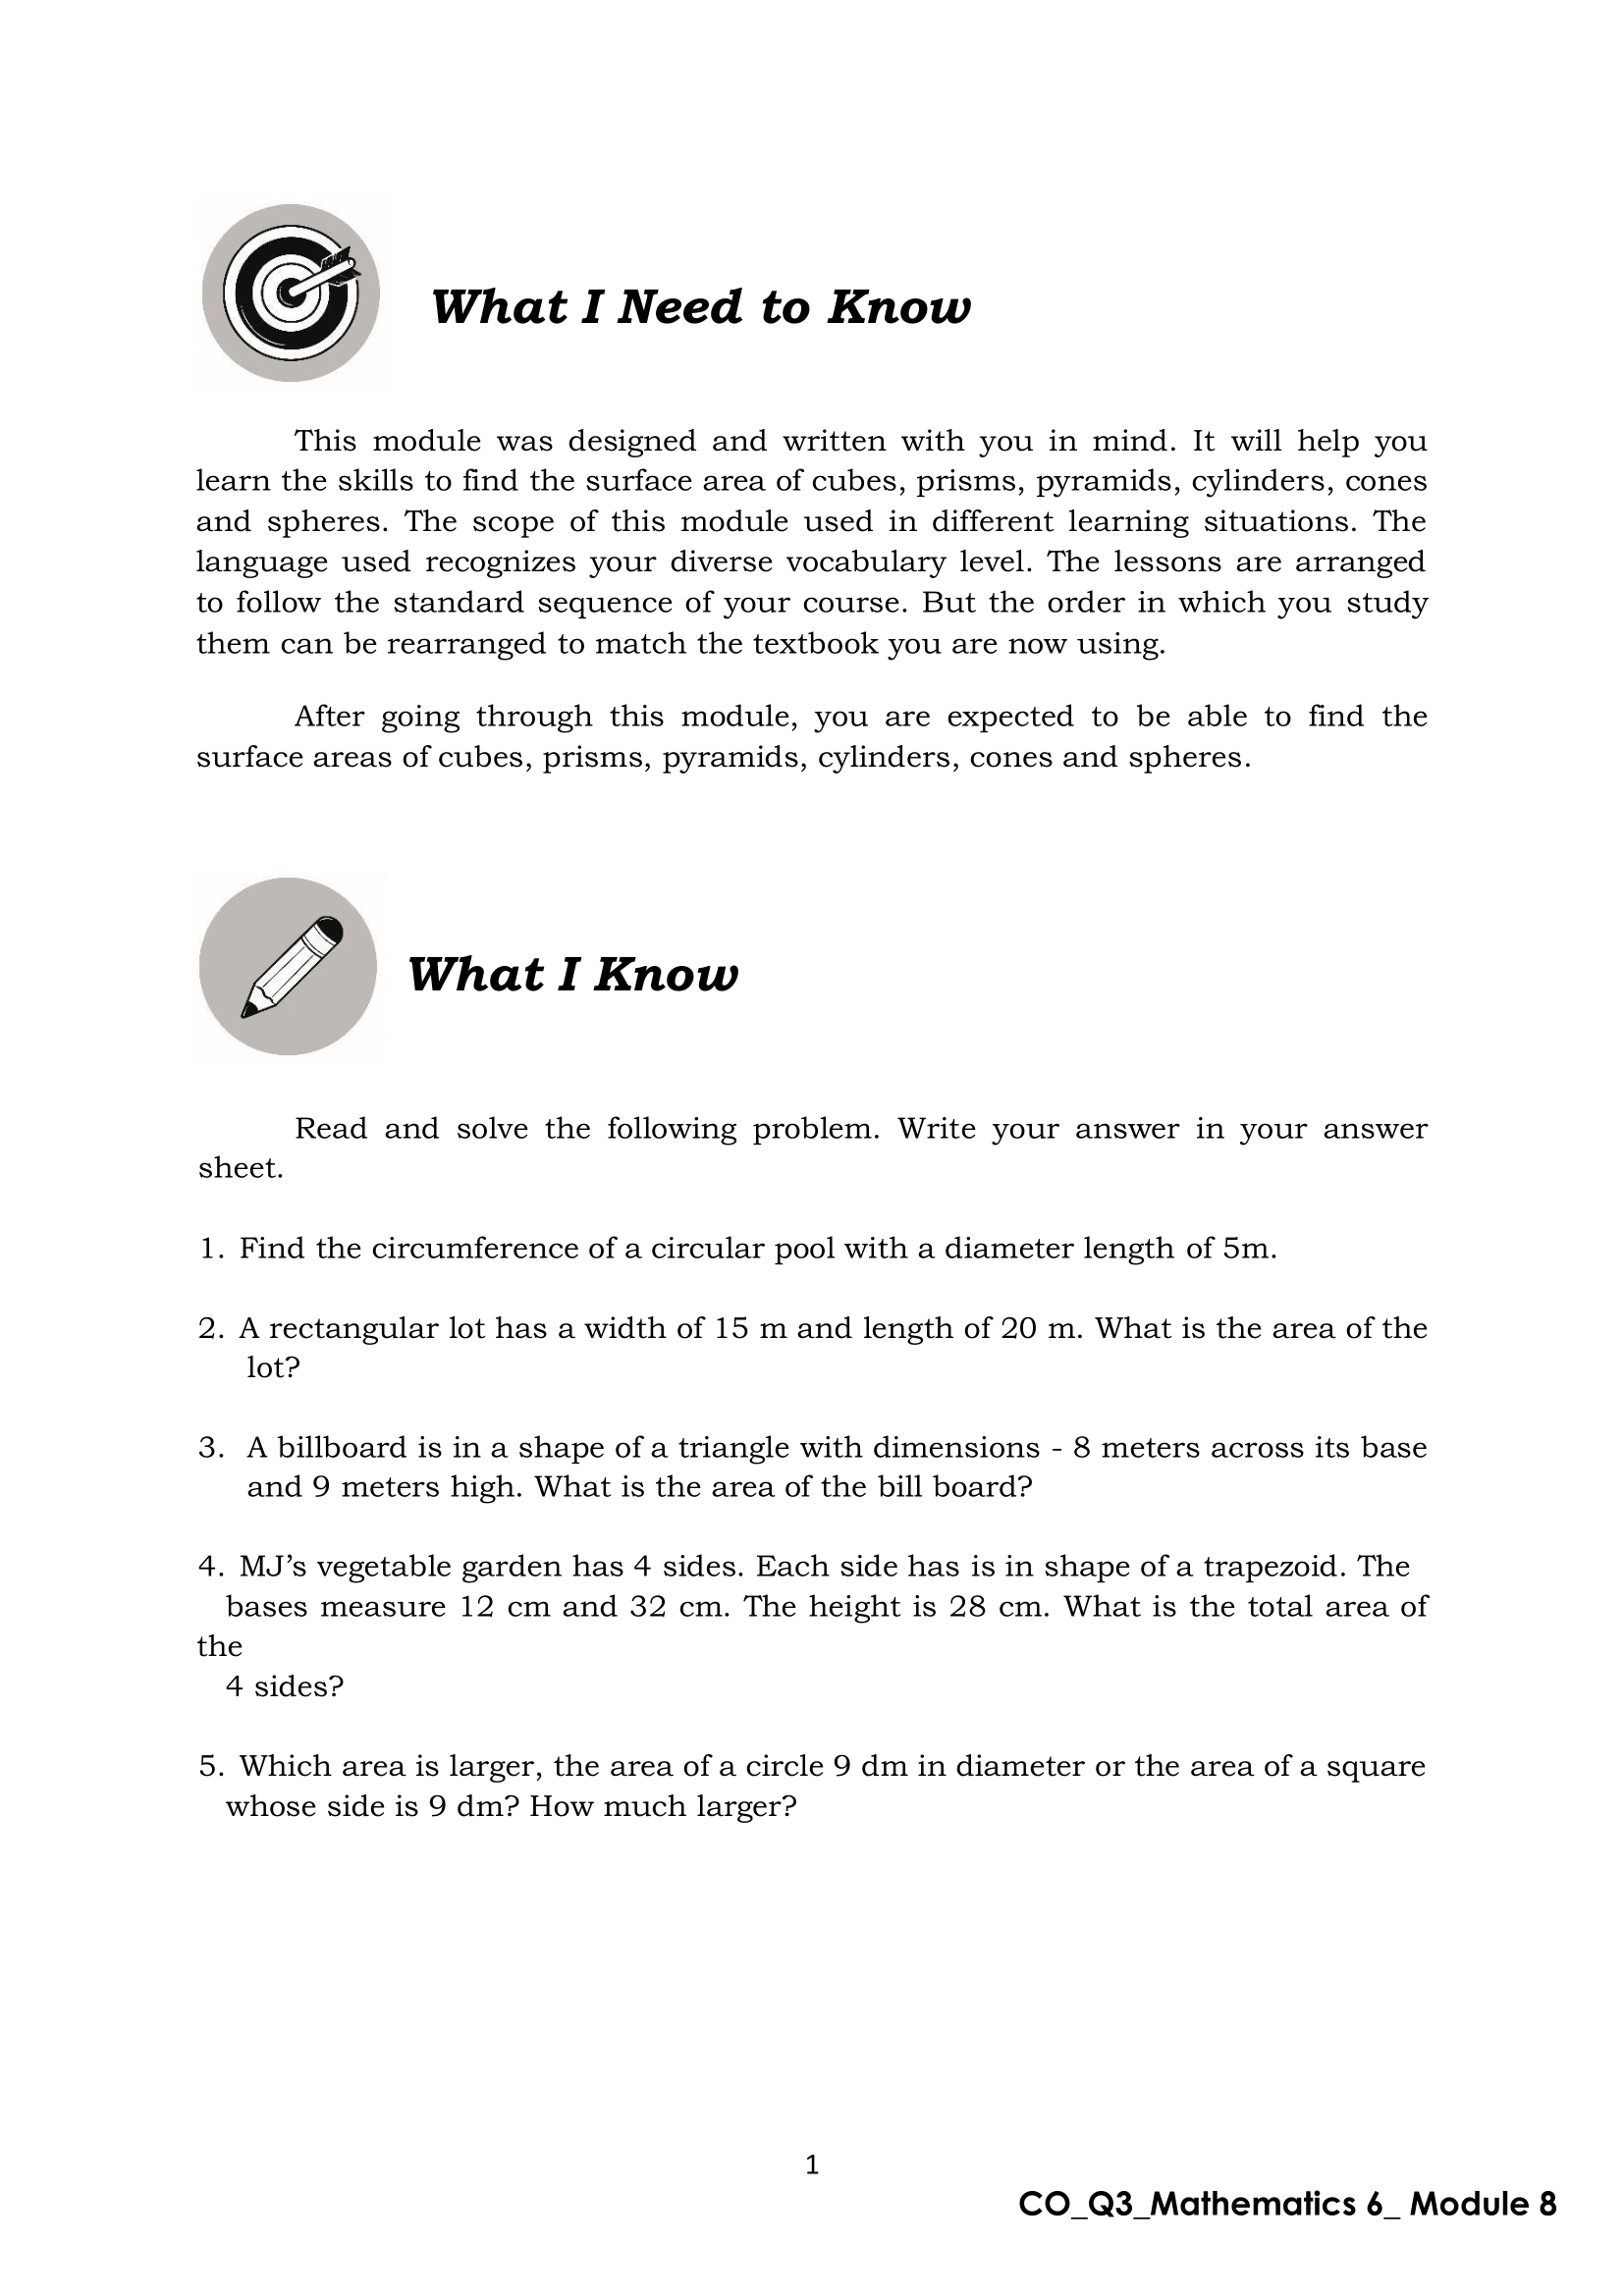 What I Need to Know
This module was designed and written with you in mind. It will help you
learn the skills to find the surface area of cubes, prisms, pyramids, cylinders, cones
and spheres. The scope of this module used in different learning situations. The
language used recognizes your diverse vocabulary level. The lessons are arranged
to follow the standard sequence of your course. But the order in which you study
them can be rearranged to match the textbook you are now using.
After going through this module, you are expected to be able to find the
surface areas of cubes, prisms, pyramids, cylinders, cones and spheres.
What I Know
Read and solve the following problem. Write your answer in your answer
sheet.
1. Find the circumference of a circular pool with a diameter length of 5m.
2. A rectangular lot has a width of 15 m and length of 20 m. What is the area of the
lot?
3. A billboard is in a shape of a triangle with dimensions - 8 meters across its base
and 9 meters high. What is the area of the bill board?
4. MJ’s vegetable garden has 4 sides. Each side has is in shape of a trapezoid. The
bases measure 12 cm and 32 cm. The height is 28 cm. What is the total area of
the
4 sides?
5. Which area is larger, the area of a circle 9 dm in diameter or the area of a square
whose side is 9 dm? How much larger?
1
CO_Q3_Mathematics 6_ Module 8